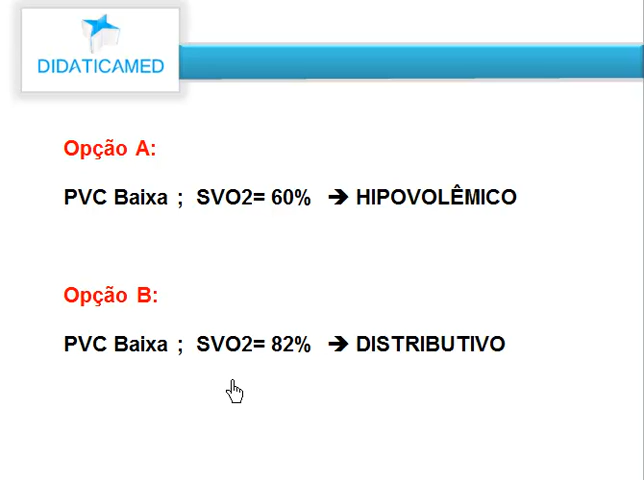 DIDATICAMED
Opção A:
PVC Baixa ; SVO2= 60% ➔ HIPOVOLÊMICO
Opção B:
PVC Baixa ; SVO2= 82% ➔ DISTRIBUTIVO